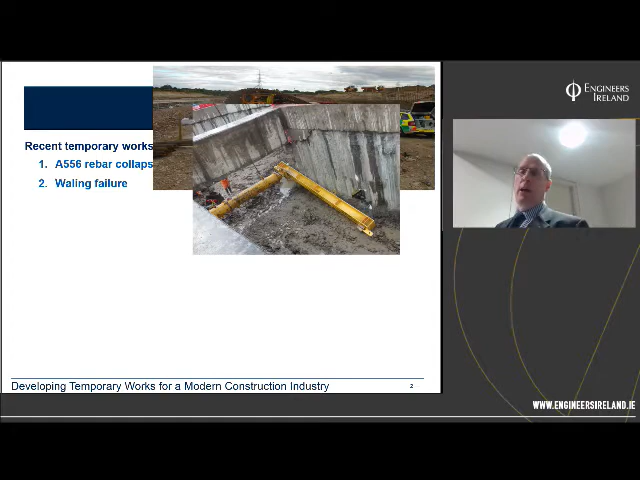 Recent temporary works
1. A556 rebar collaps
2. Waling failure
Developing Temporary Works for a Modern Construction Industry
2
ENGINEERS
IRELAND
WWW.ENGINEERSIRELAND.IE